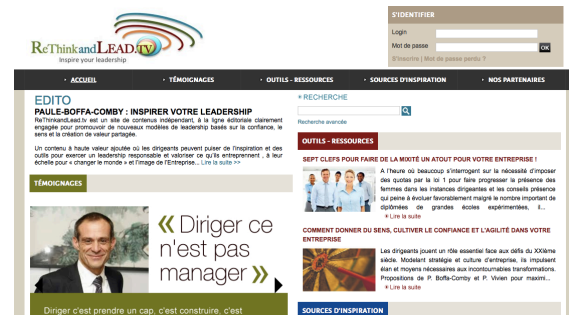 ReThinkandLEAD.TV
Inspire your leadership
S'IDENTIFIER
Login
Mot de passe
OK
S'inscrire | Mot de passe perdu ?
• ACCUEIL
• TÉMOIGNAGES
• OUTILS - RESSOURCES
• SOURCES D'INSPIRATION
• NOS PARTENAIRES
EDITO
PAULE-BOFFA-COMBY : INSPIRER VOTRE LEADERSHIP
ReThinkandLead.tv est un site de contenus indépendant, à la ligne éditoriale clairement
engagée pour promouvoir de nouveaux modèles de leadership basés sur la confiance, le
sens et la création de valeur partagée.
Un contenu à haute valeur ajoutée où les dirigeants peuvent puiser de l'inspiration et des
outils pour exercer un leadership responsable et valoriser ce qu'ils entreprennent , à leur
échelle pour « changer le monde » et l'image de l'Entreprise... Lire la suite >>
TÉMOIGNAGES
« Diriger ce
n'est pas
manager »
Diriger c'est prendre un cap, c'est construire, c'est
+ RECHERCHE
Recherche avancée
OUTILS - RESSOURCES
SEPT CLEFS POUR FAIRE DE LA MIXITÉ UN ATOUT POUR VOTRE ENTREPRISE !
A l'heure où beaucoup s'interrogent sur la nécessité d'imposer
des quotas par la loi 1 pour faire progresser la présence des
femmes dans les instances dirigeantes et les conseils présence
qui peine à évoluer favorablement malgré le nombre important de
diplômées de grandes écoles expérimentées, il...
+ Lire la suite
COMMENT DONNER DU SENS, CULTIVER LE CONFIANCE ET L'AGILITÉ DANS VOTRE
ENTREPRISE
Les dirigeants jouent un rôle essentiel face aux défis du XXIème
siècle. Modelant stratégie et culture d'entreprise, ils impulsent
élan et moyens nécessaires aux incontournables transformations.
Propositions de P. Boffa-Comby et P. Vivien pour maximi...
+ Lire la suite
SOURCES D'INSPIRATION